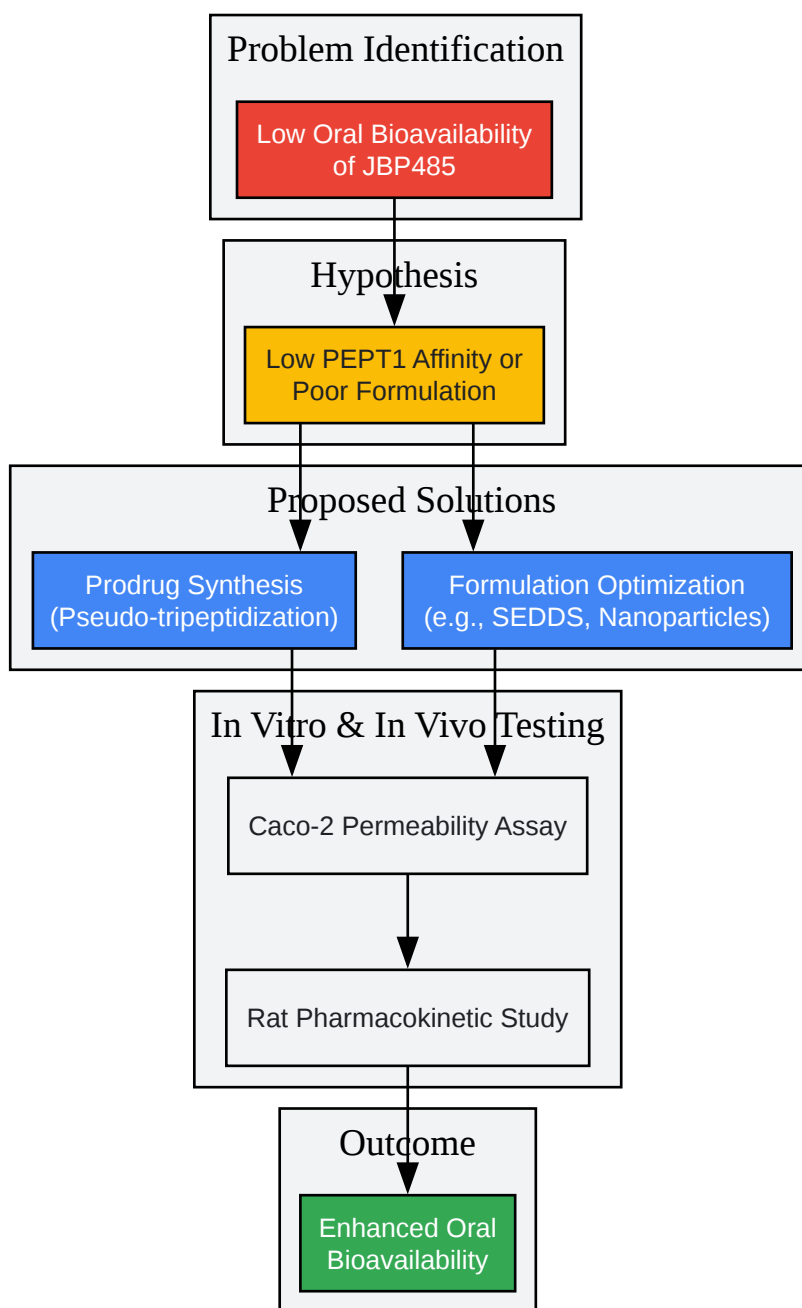 Problem Identification
Low Oral Bioavailability
of JBP485
Hypothesis
Low PEPT1 Affinity or
Poor Formulation
Proposed Solutions
Prodrug Synthesis
(Pseudo-tripeptidization)
Formulation Optimization
(e.g., SEDDS, Nanoparticles)
In Vitro & In Vivo Testing
Caco-2 Permeability Assay
Rat Pharmacokinetic Study
Outcome
Enhanced Oral
Bioavailability